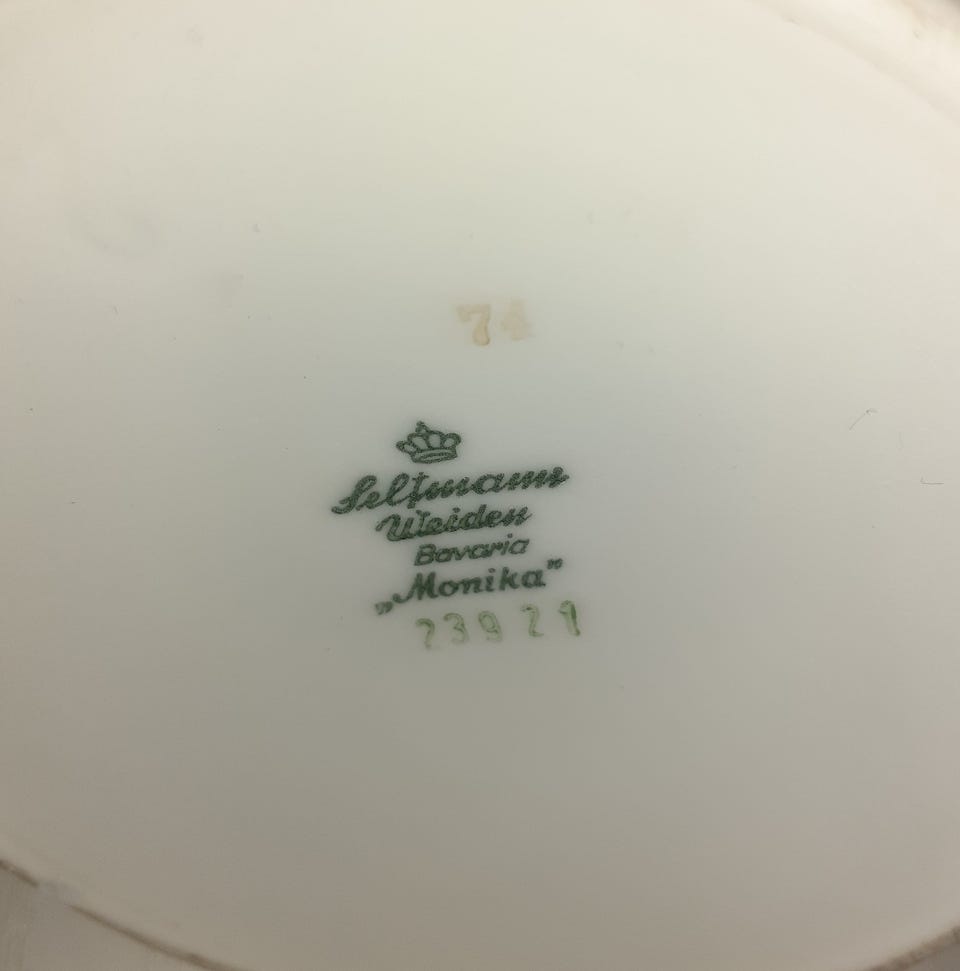 74
Seltmann
Weiden
Bavaria
„Monika”
23921